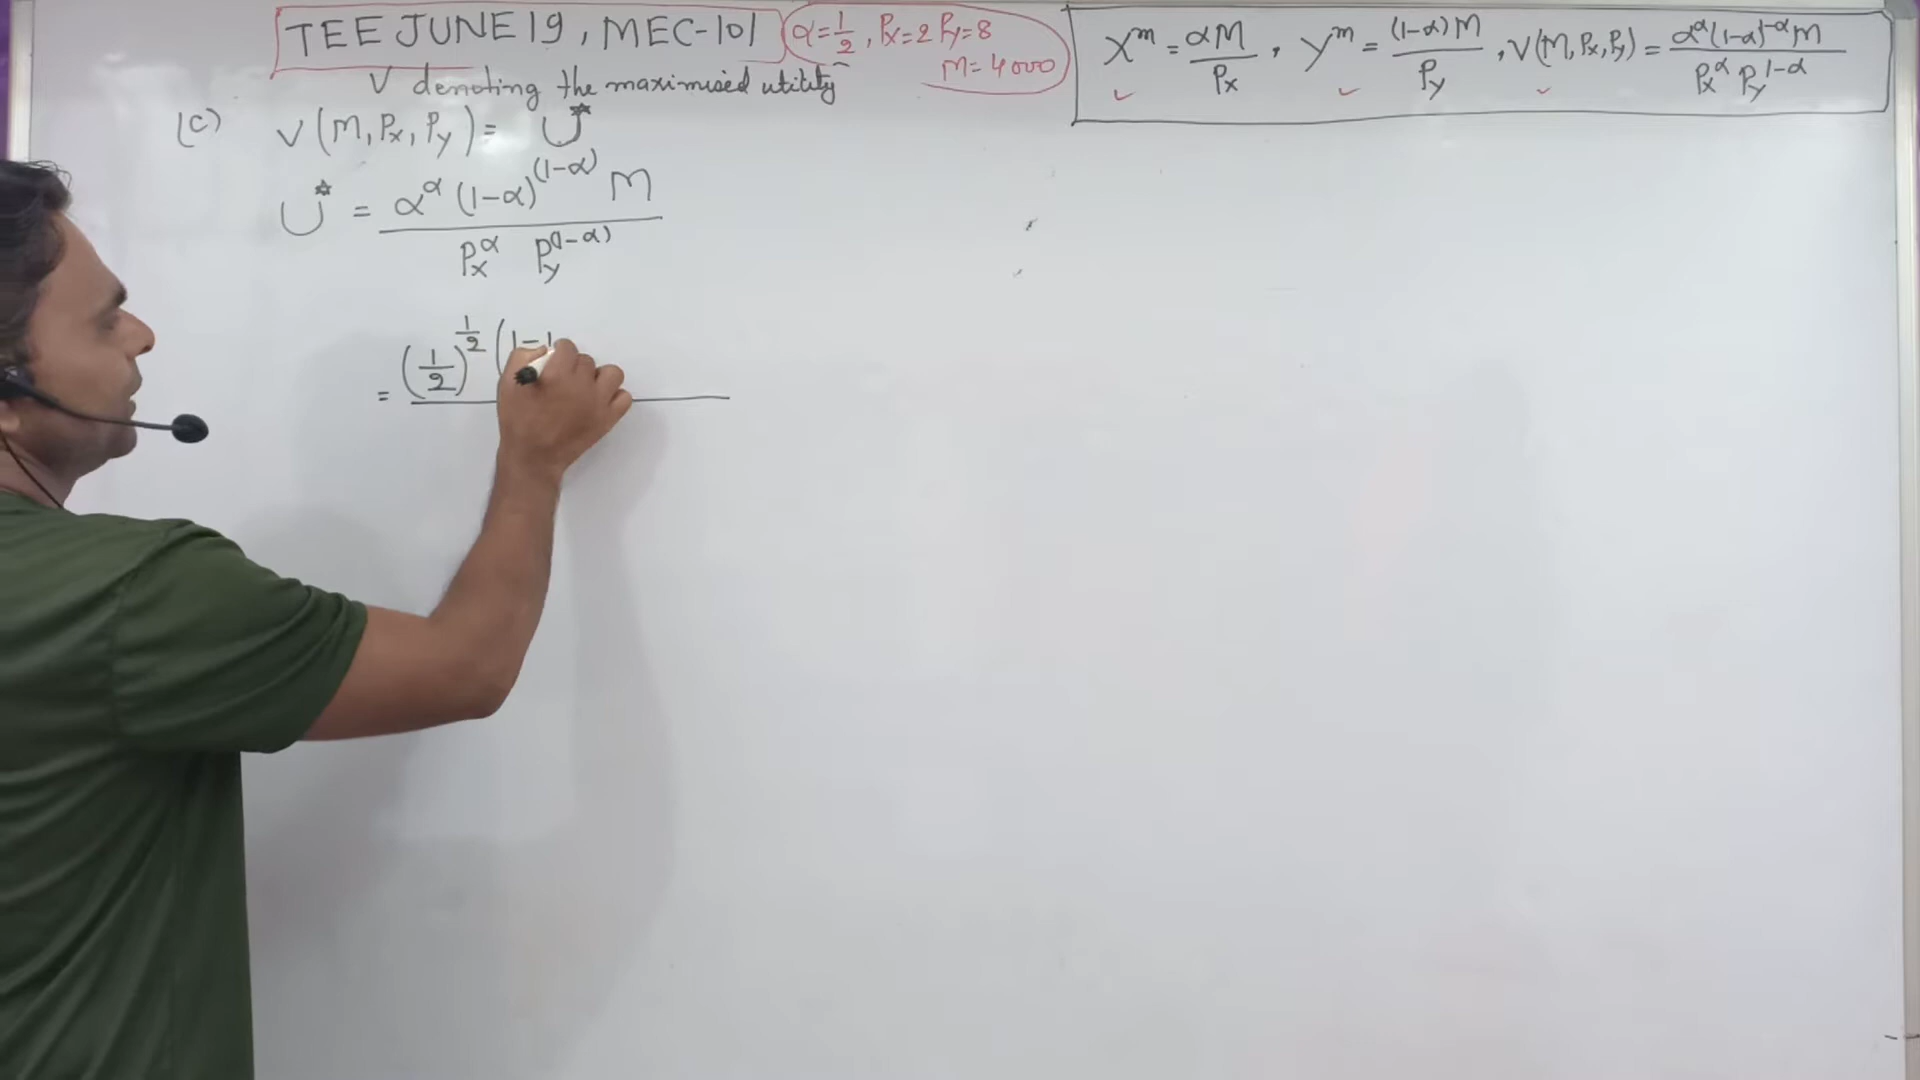 TEE JUNE 19, MEC-101
α=1/2, Px=2 Py=8
M=4000
X^m = αM/Px, Y^m = (1-α)M/Py, V(M,Px,Py) = α^α(1-α)^1-α M / Px^α Py^1-α
V denoting the maximised utility
(c) V(M, Px, Py) = U*
U* = α^α (1-α)^(1-α) M / Px^α Py^(1-α)
= (1/2)^1/2 (1-1